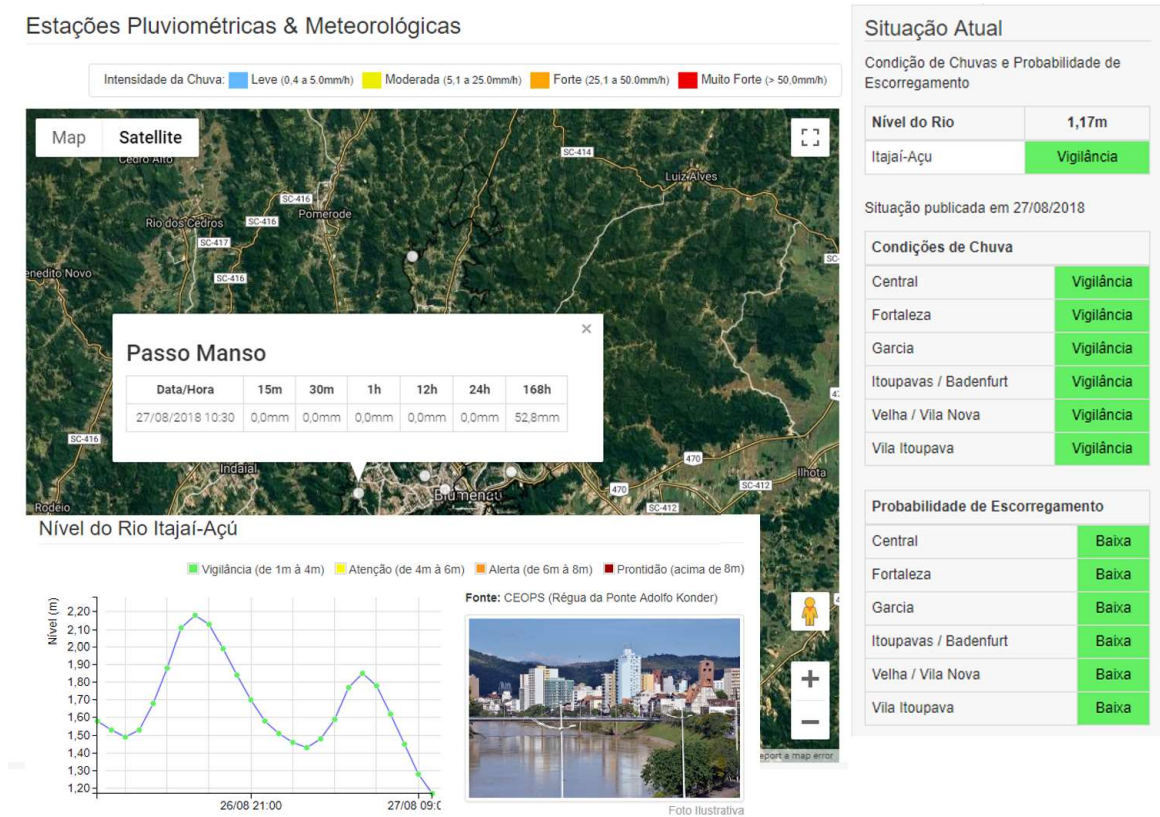 Estações Pluviométricas & Meteorológicas
Intensidade da Chuva: Leve (0,4 a 5.0mm/h) Moderada (5,1 a 25.0mm/h) Forte (25,1 a 50.0mm/h) Muito Forte (> 50,0mm/h)
Map Satellite
Cedro Alto
SC-414
Luiz Alves
SC-416
Pomerode
Rio dos Cedros
SC-416
SC-417
enedito Novo
SC-416
SC-
Passo Manso
×
Data/Hora 15m 30m 1h 12h 24h 168h
27/08/2018 10:30 0,0mm 0,0mm 0,0mm 0,0mm 0,0mm 52,8mm
SC-416
Indaial
470
Ilhota
SC-412
470
Blumenau
SC-412
Rodeio
Nível do Rio Itajaí-Açú
Vigilância (de 1m à 4m) Atenção (de 4m à 6m) Alerta (de 6m à 8m) Prontidão (acima de 8m)
Fonte: CEOPS (Régua da Ponte Adolfo Konder)
Nível (m)
2,20
2,10
2,00
1,90
1,80
1,70
1,60
1,50
1,40
1,30
1,20
26/08 21:00 27/08 09:0
Foto Ilustrativa
+
−
eport a map error
Situação Atual
Condição de Chuvas e Probabilidade de
Escorregamento
Nível do Rio 1,17m
Itajaí-Açu Vigilância
Situação publicada em 27/08/2018
Condições de Chuva
Central Vigilância
Fortaleza Vigilância
Garcia Vigilância
Itoupavas / Badenfurt Vigilância
Velha / Vila Nova Vigilância
Vila Itoupava Vigilância
Probabilidade de Escorregamento
Central Baixa
Fortaleza Baixa
Garcia Baixa
Itoupavas / Badenfurt Baixa
Velha / Vila Nova Baixa
Vila Itoupava Baixa